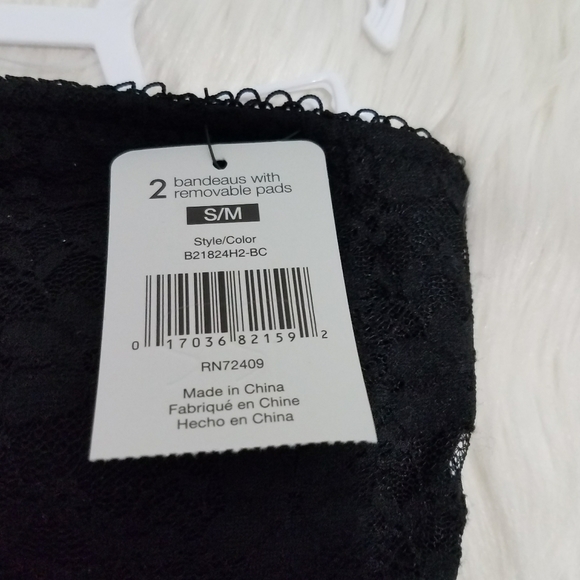 2 bandeaus with
removable pads
S/M
Style/Color
B21824H2-BC
0 17036 82159 2
RN72409
Made in China
Fabriqué en Chine
Hecho en China